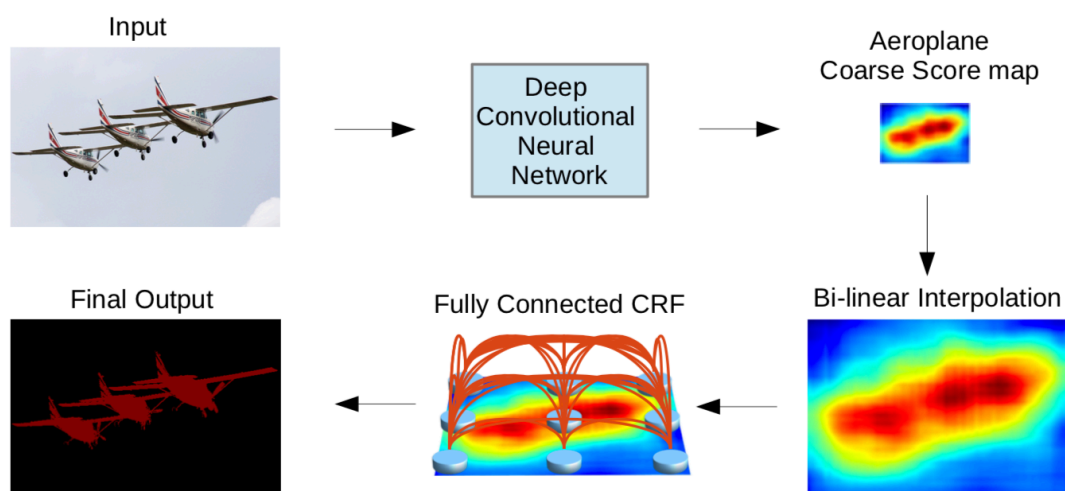 Input
Deep
Convolutional
Neural
Network
Aeroplane
Coarse Score map
Final Output
Fully Connected CRF
Bi-linear Interpolation